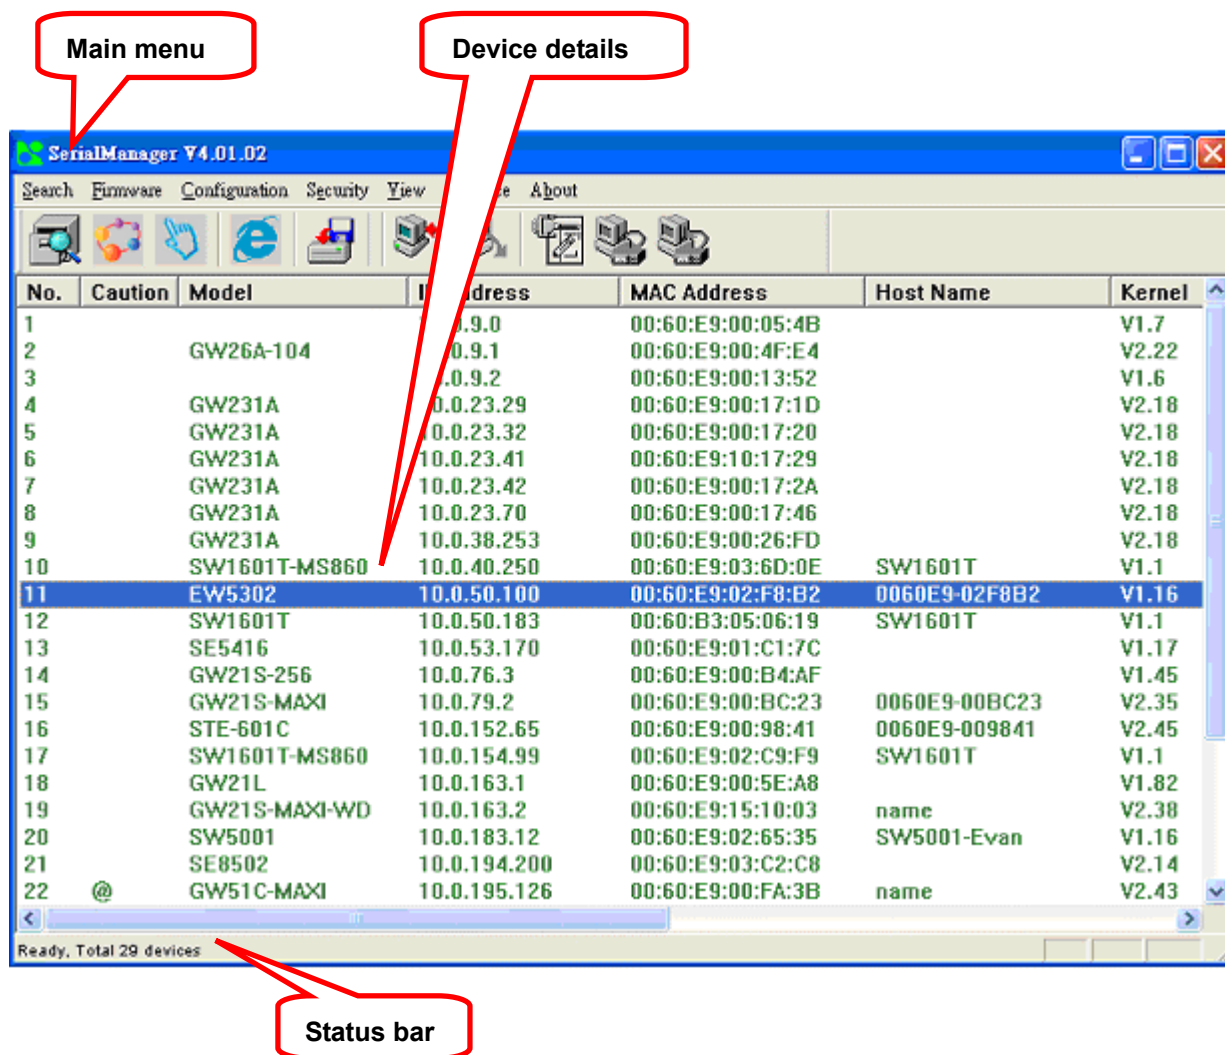 Main menu
Device details
SerialManager V4.01.02
Search Firmware Configuration Security View About
No. Caution Model IP Address MAC Address Host Name Kernel
1 .9.0 00:60:E9:00:05:4B V1.7
2 GW26A-104 .0.9.1 00:60:E9:00:4F:E4 V2.22
3 .0.9.2 00:60:E9:00:13:52 V1.6
4 GW231A 10.0.23.29 00:60:E9:00:17:1D V2.18
5 GW231A 10.0.23.32 00:60:E9:00:17:20 V2.18
6 GW231A 10.0.23.41 00:60:E9:10:17:29 V2.18
7 GW231A 10.0.23.42 00:60:E9:00:17:2A V2.18
8 GW231A 10.0.23.70 00:60:E9:00:17:46 V2.18
9 GW231A 10.0.38.253 00:60:E9:00:26:FD V2.18
10 SW1601T-MS860 10.0.40.250 00:60:E9:03:6D:0E SW1601T V1.1
11 EW5302 10.0.50.100 00:60:E9:02:F8:B2 0060E9-02F8B2 V1.16
12 SW1601T 10.0.50.183 00:60:B3:05:06:19 SW1601T V1.1
13 SE5416 10.0.53.170 00:60:E9:01:C1:7C V1.17
14 GW21S-256 10.0.76.3 00:60:E9:00:B4:AF V1.45
15 GW21S-MAXI 10.0.79.2 00:60:E9:00:BC:23 0060E9-00BC23 V2.35
16 STE-601C 10.0.152.65 00:60:E9:00:98:41 0060E9-009841 V2.45
17 SW1601T-MS860 10.0.154.99 00:60:E9:02:C9:F9 SW1601T V1.1
18 GW21L 10.0.163.1 00:60:E9:00:5E:A8 V1.82
19 GW21S-MAXI-WD 10.0.163.2 00:60:E9:15:10:03 name V2.38
20 SW5001 10.0.183.12 00:60:E9:02:65:35 SW5001-Evan V1.16
21 SE8502 10.0.194.200 00:60:E9:03:C2:C8 V2.14
22 @ GW51C-MAXI 10.0.195.126 00:60:E9:00:FA:3B name V2.43
Ready, Total 29 devices
Status bar